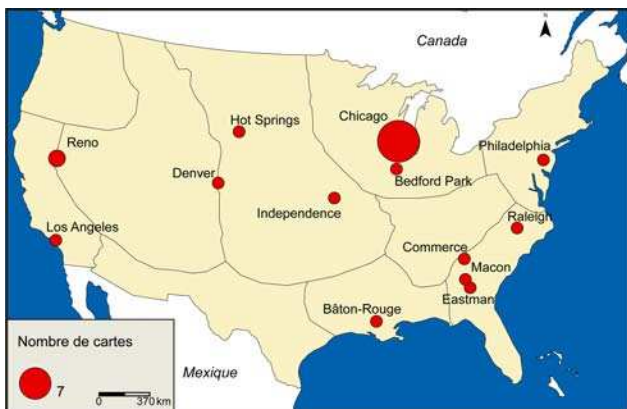 N
Canada
Hot Springs
Chicago
Reno
Philadelphia
Denver
Bedford Park
Independence
Raleigh
Los Angeles
Commerce
Macon
Eastman
Bâton-Rouge
Nombre de cartes
7
370 km
Mexique